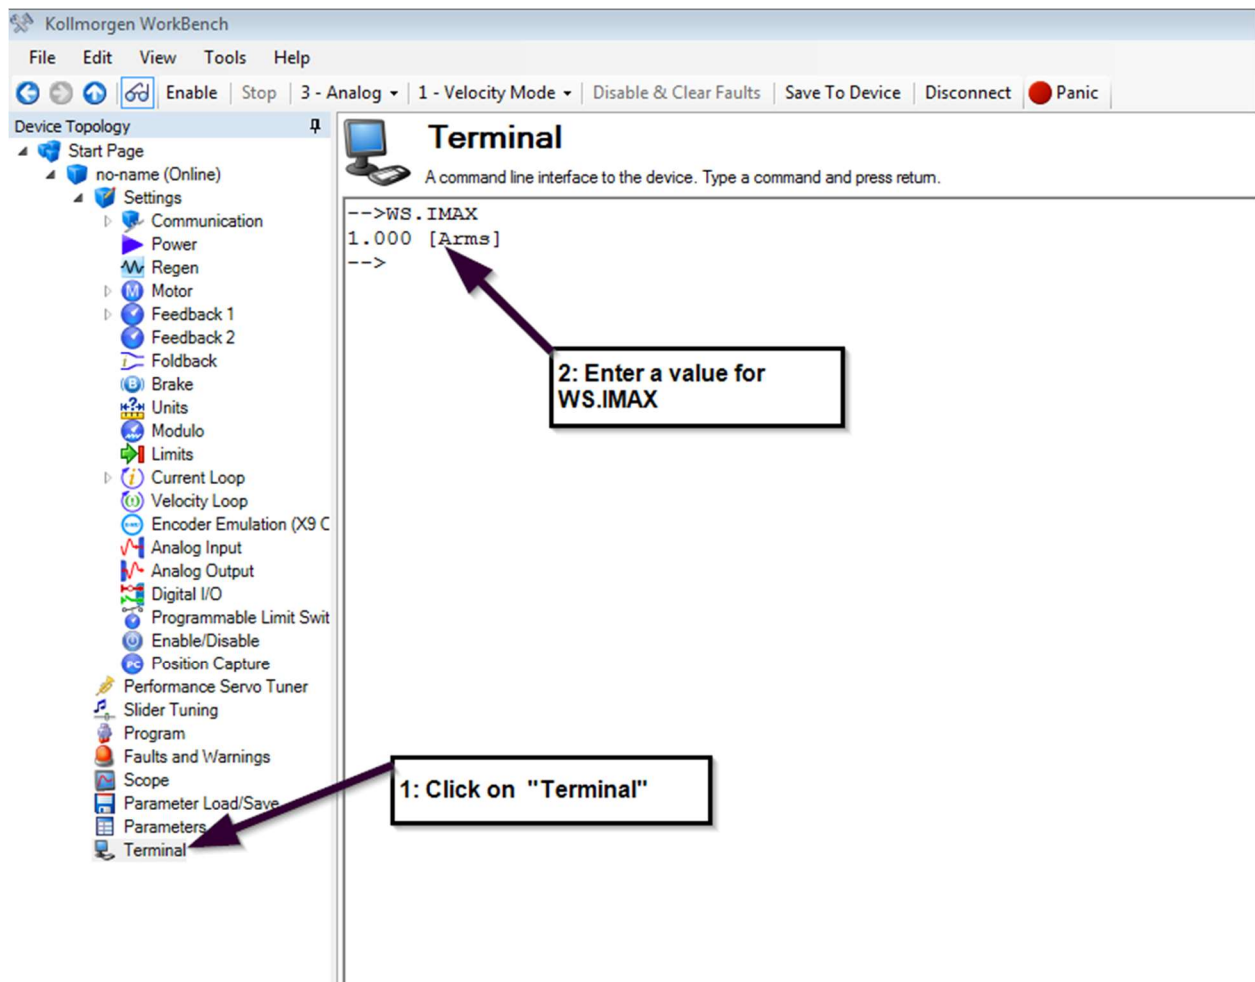 Kollmorgen WorkBench
File Edit View Tools Help
Enable Stop 3 - Analog 1 - Velocity Mode Disable & Clear Faults Save To Device Disconnect Panic
Device Topology
Start Page
no-name (Online)
Settings
Communication
Power
Regen
Motor
Feedback 1
Feedback 2
Foldback
Brake
Units
Modulo
Limits
Current Loop
Velocity Loop
Encoder Emulation (X9 C
Analog Input
Analog Output
Digital I/O
Programmable Limit Swit
Enable/Disable
Position Capture
Performance Servo Tuner
Slider Tuning
Program
Faults and Warnings
Scope
Parameter Load/Save
Parameters
Terminal
Terminal
A command line interface to the device. Type a command and press return.
-->WS.IMAX
1.000 [Arms]
-->
2: Enter a value for
WS.IMAX
1: Click on "Terminal"